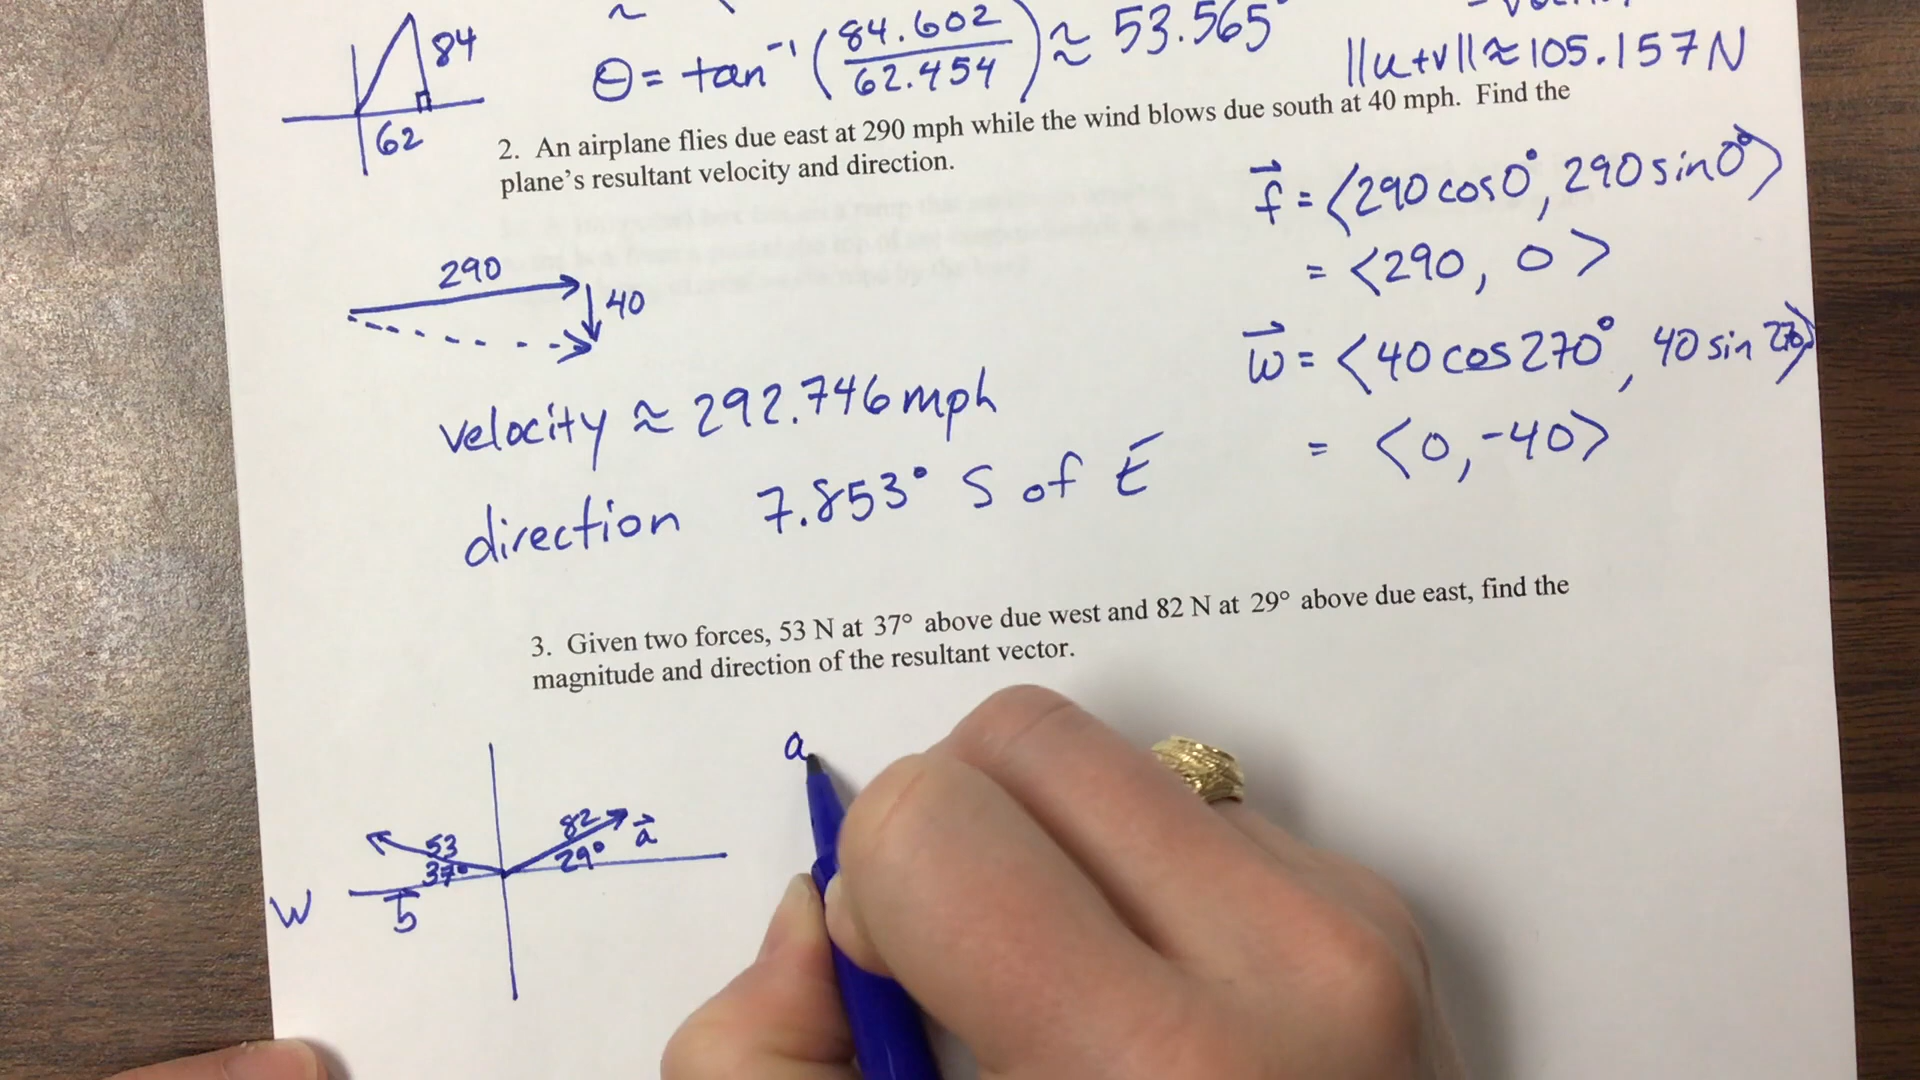 84
62
θ = tan⁻¹ (84.602 / 62.454) ≈ 53.565°
||u+v|| ≈ 105.157 N
2. An airplane flies due east at 290 mph while the wind blows due south at 40 mph. Find the
plane’s resultant velocity and direction.
290
40
f⃗ = ⟨290 cos 0°, 290 sin 0°⟩
= ⟨290, 0⟩
w⃗ = ⟨40 cos 270°, 40 sin 270⟩
= ⟨0, -40⟩
velocity ≈ 292.746 mph
direction 7.853° S of E
3. Given two forces, 53 N at 37° above due west and 82 N at 29° above due east, find the
magnitude and direction of the resultant vector.
53
37°
W
b
82
29°
a⃗
a